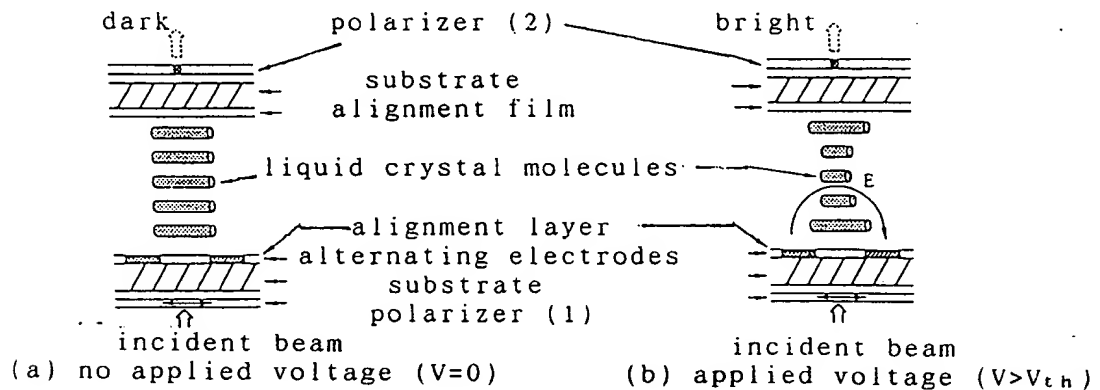 dark polarizer (2) bright
substrate
alignment film
liquid crystal molecules
E
alignment layer
alternating electrodes
substrate
polarizer (1)
incident beam incident beam
(a) no applied voltage (V=0) (b) applied voltage (V>Vth)